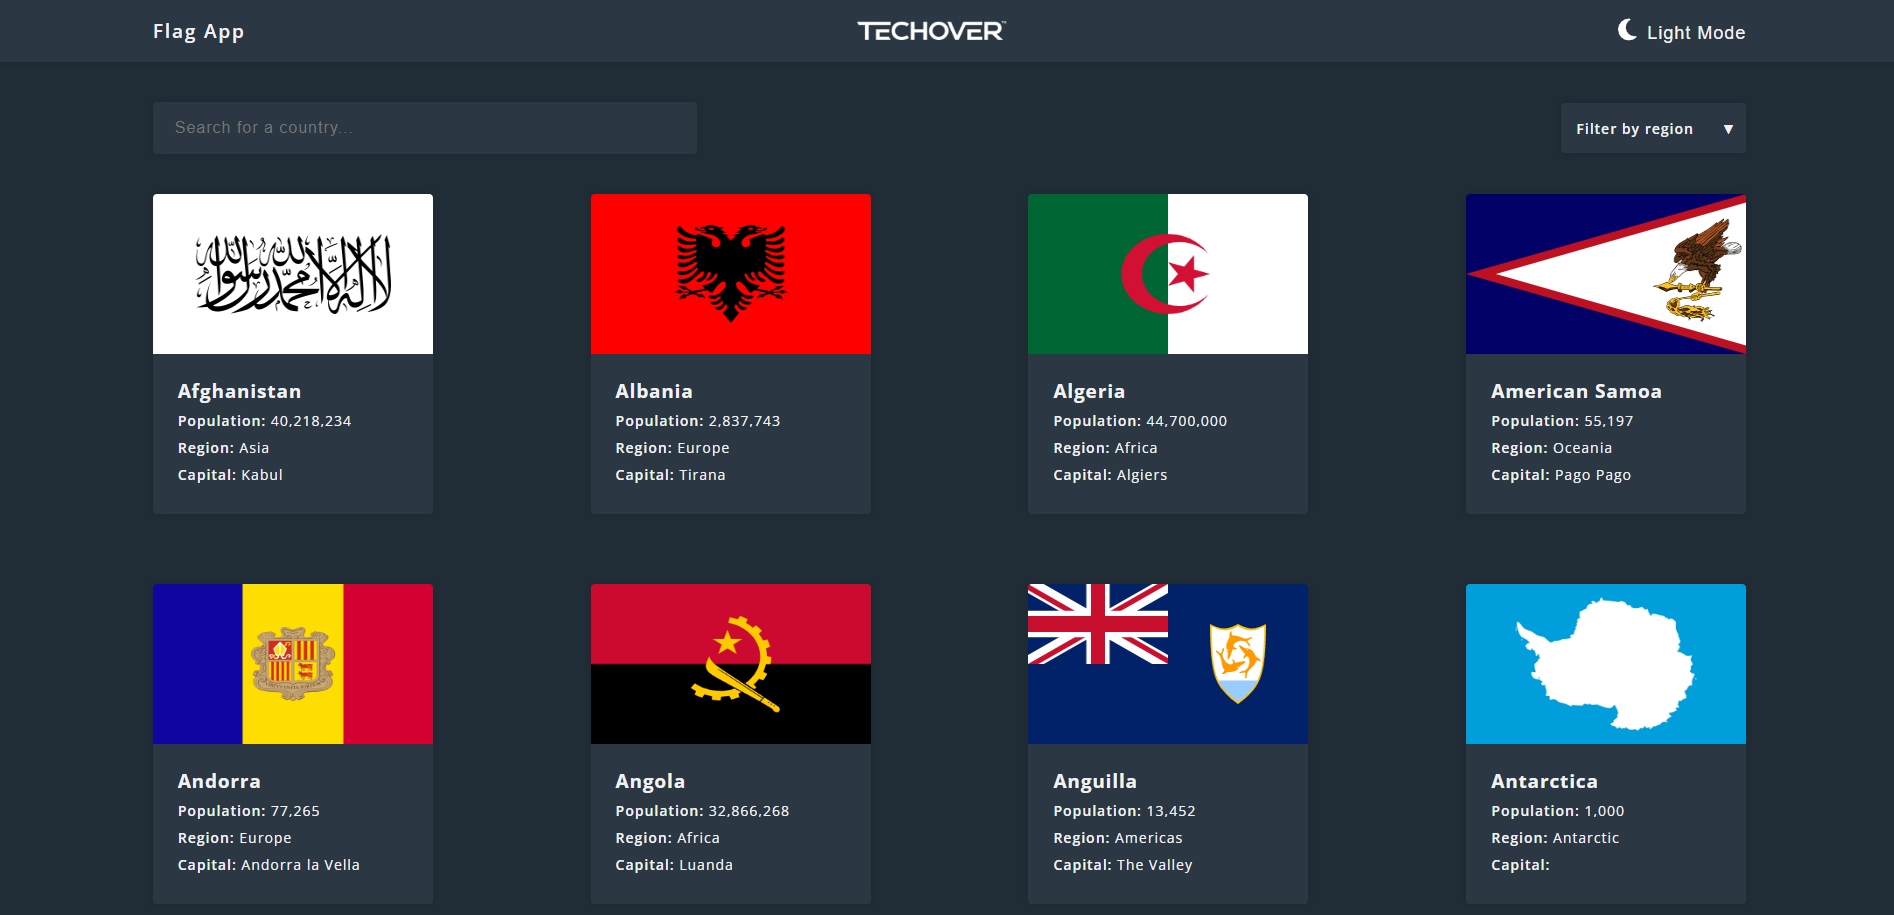 Flag App
TECHOVER™
Light Mode
Search for a country...
Filter by region ▼
لا إله إلا الله محمد رسول الله
Afghanistan
Population: 40,218,234
Region: Asia
Capital: Kabul
Albania
Population: 2,837,743
Region: Europe
Capital: Tirana
Algeria
Population: 44,700,000
Region: Africa
Capital: Algiers
American Samoa
Population: 55,197
Region: Oceania
Capital: Pago Pago
Andorra
Population: 77,265
Region: Europe
Capital: Andorra la Vella
Angola
Population: 32,866,268
Region: Africa
Capital: Luanda
Anguilla
Population: 13,452
Region: Americas
Capital: The Valley
Antarctica
Population: 1,000
Region: Antarctic
Capital: